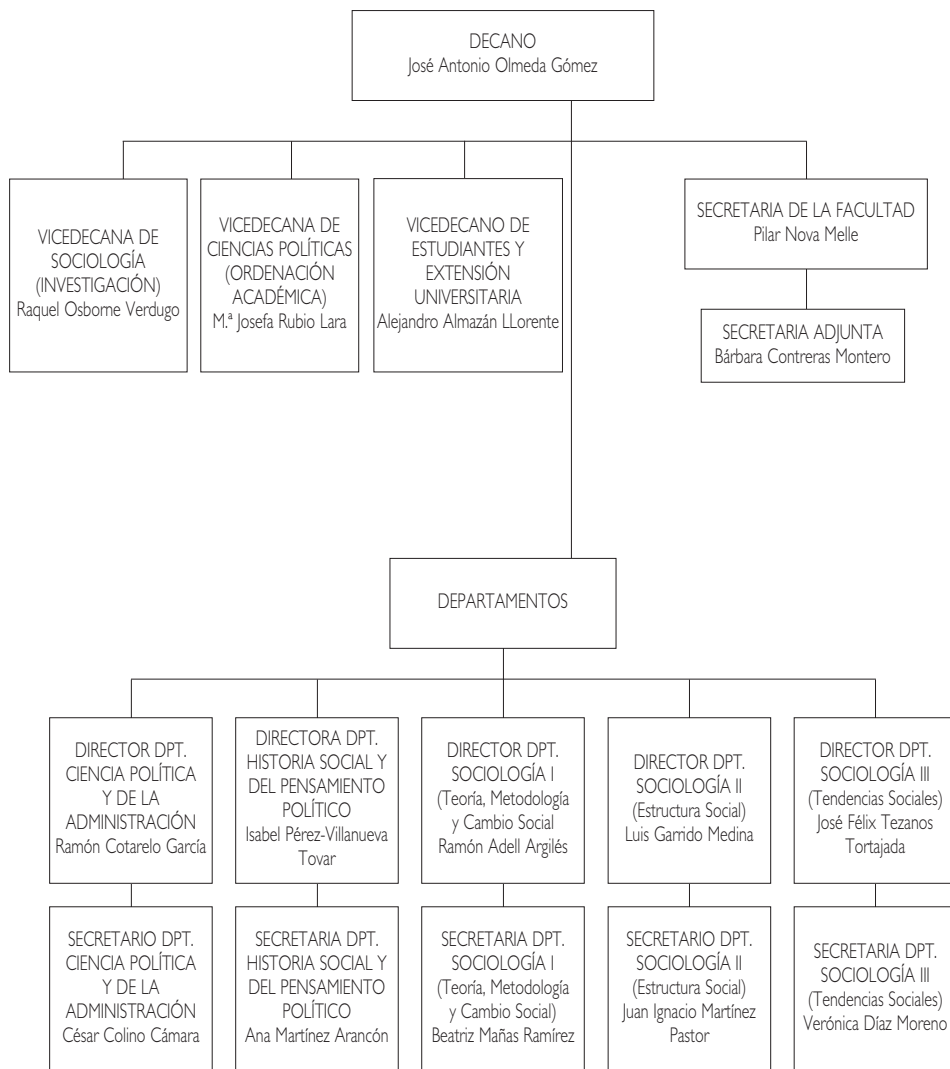 DECANO
José Antonio Olmeda Gómez
VICEDECANA DE
SOCIOLOGÍA
(INVESTIGACIÓN)
Raquel Osborne Verdugo
VICEDECANA DE
CIENCIAS POLÍTICAS
(ORDENACIÓN
ACADÉMICA)
M.ª Josefa Rubio Lara
VICEDECANO DE
ESTUDIANTES Y
EXTENSIÓN
UNIVERSITARIA
Alejandro Almazán LLorente
SECRETARIA DE LA FACULTAD
Pilar Nova Melle
SECRETARIA ADJUNTA
Bárbara Contreras Montero
DEPARTAMENTOS
DIRECTOR DPT.
CIENCIA POLÍTICA
Y DE LA
ADMINISTRACIÓN
Ramón Cotarelo García
DIRECTORA DPT.
HISTORIA SOCIAL Y
DEL PENSAMIENTO
POLÍTICO
Isabel Pérez-Villanueva
Tovar
DIRECTOR DPT.
SOCIOLOGÍA I
(Teoría, Metodología
y Cambio Social
Ramón Adell Argilés
DIRECTOR DPT.
SOCIOLOGÍA II
(Estructura Social)
Luis Garrido Medina
DIRECTOR DPT.
SOCIOLOGÍA III
(Tendencias Sociales)
José Félix Tezanos
Tortajada
SECRETARIO DPT.
CIENCIA POLÍTICA
Y DE LA
ADMINISTRACIÓN
César Colino Cámara
SECRETARIA DPT.
HISTORIA SOCIAL Y
DEL PENSAMIENTO
POLÍTICO
Ana Martínez Arancón
SECRETARIA DPT.
SOCIOLOGÍA I
(Teoría, Metodología
y Cambio Social)
Beatriz Mañas Ramírez
SECRETARIO DPT.
SOCIOLOGÍA II
(Estructura Social)
Juan Ignacio Martínez
Pastor
SECRETARIA DPT.
SOCIOLOGÍA III
(Tendencias Sociales)
Verónica Díaz Moreno